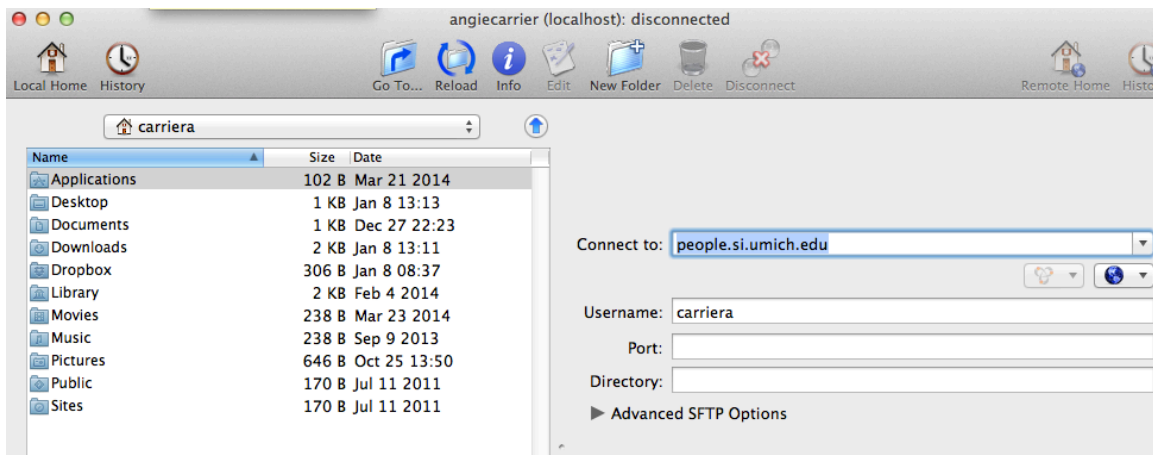 angiecarrier (localhost): disconnected
Local Home History Go To... Reload Info Edit New Folder Delete Disconnect Remote Home Histo
carriera
Name Size Date
Applications 102 B Mar 21 2014
Desktop 1 KB Jan 8 13:13
Documents 1 KB Dec 27 22:23
Downloads 2 KB Jan 8 13:11
Dropbox 306 B Jan 8 08:37
Library 2 KB Feb 4 2014
Movies 238 B Mar 23 2014
Music 238 B Sep 9 2013
Pictures 646 B Oct 25 13:50
Public 170 B Jul 11 2011
Sites 170 B Jul 11 2011
Connect to: people.si.umich.edu
Username: carriera
Port:
Directory:
Advanced SFTP Options